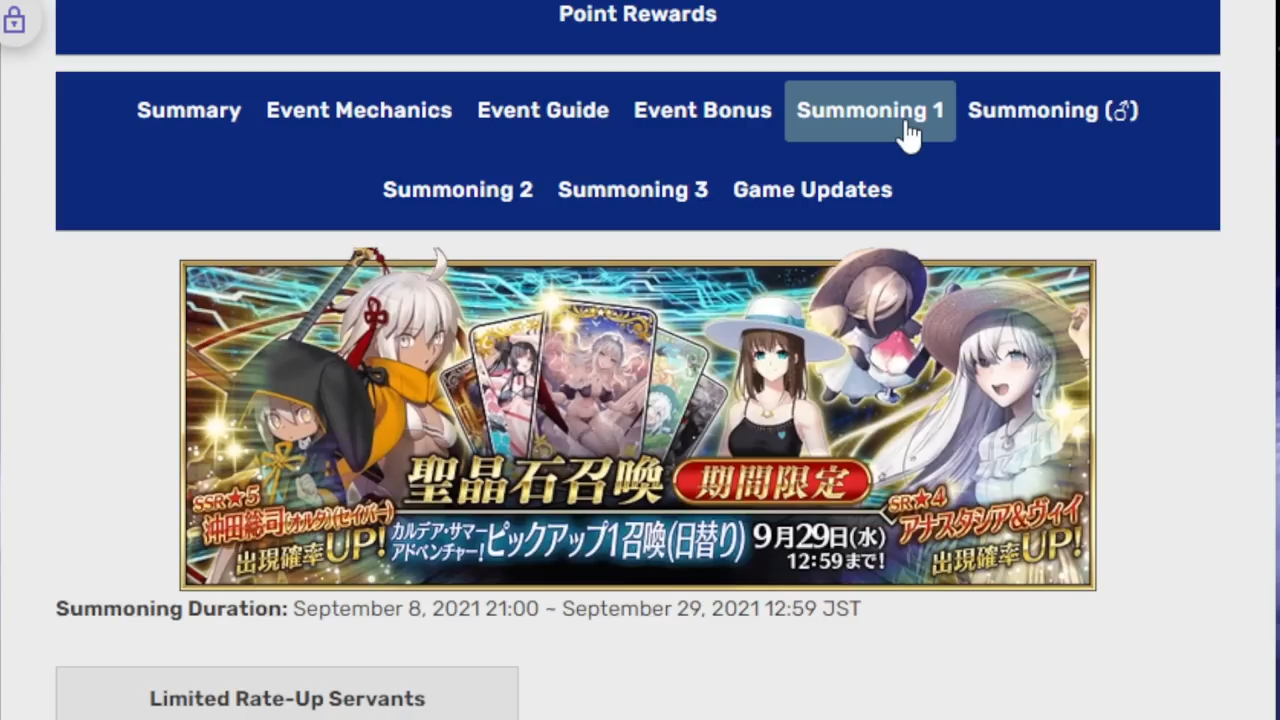 Point Rewards
Summary Event Mechanics Event Guide Event Bonus Summoning 1 Summoning (♂)
Summoning 2 Summoning 3 Game Updates
聖晶石召喚 期間限定
SSR★5
沖田総司〔オルタ〕(セイバー)
出現確率UP!
カルデア・サマー
アドベンチャー!
ピックアップ1召喚(日替り)
9月29日(水)
12:59まで!
SR★4
アナスタシア&ヴィイ
出現確率UP!
Summoning Duration: September 8, 2021 21:00 ~ September 29, 2021 12:59 JST
Limited Rate-Up Servants